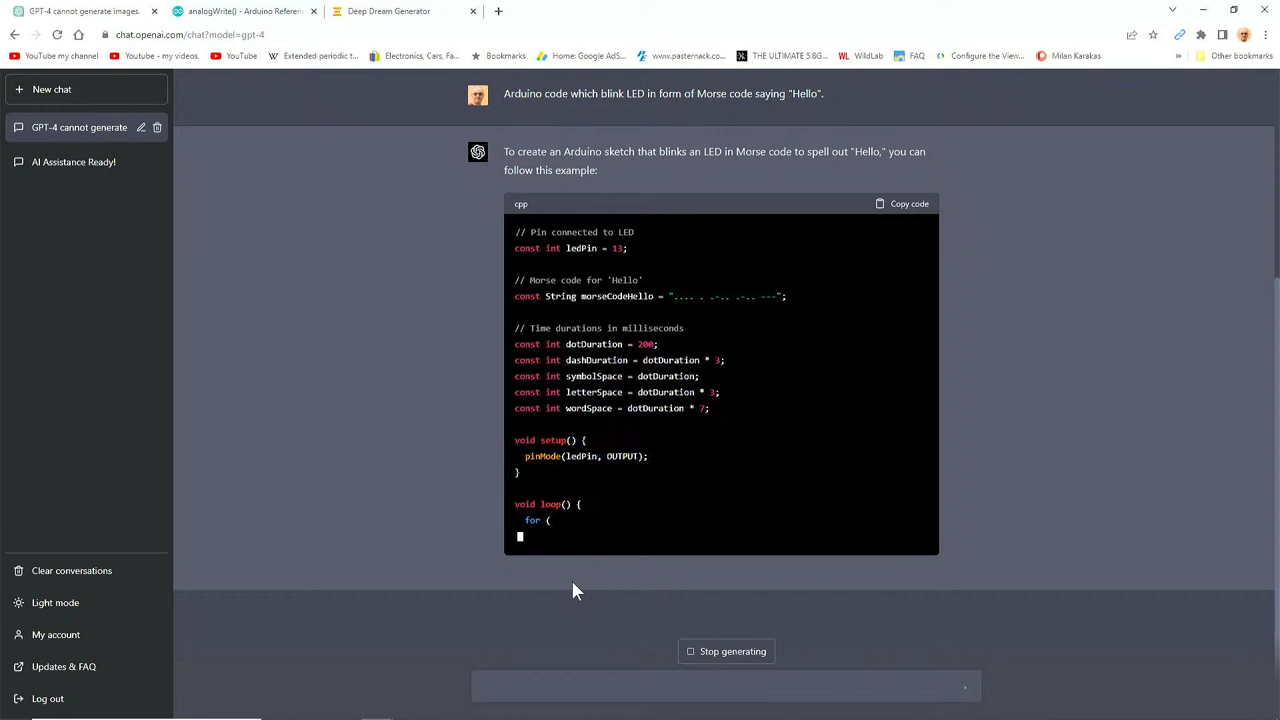 GPT-4 cannot generate images.
analogWrite() - Arduino Referen
Deep Dream Generator
chat.openai.com/chat?model=gpt-4
YouTube my channel
YouTube - my videos.
YouTube
Extended periodic t...
Electronics, Cars, Fa...
Bookmarks
Home: Google AdS...
www.pasternack.co...
THE ULTIMATE 5.8G...
WildLab
FAQ
Configure the View...
Milan Karakas
»
Other bookmarks
+ New chat
GPT-4 cannot generate
AI Assistance Ready!
Arduino code which blink LED in form of Morse code saying "Hello".
To create an Arduino sketch that blinks an LED in Morse code to spell out "Hello," you can
follow this example:
cpp
Copy code
// Pin connected to LED
const int ledPin = 13;
// Morse code for 'Hello'
const String morseCodeHello = ".... . .-.. .-.. ---";
// Time durations in milliseconds
const int dotDuration = 200;
const int dashDuration = dotDuration * 3;
const int symbolSpace = dotDuration;
const int letterSpace = dotDuration * 3;
const int wordSpace = dotDuration * 7;
void setup() {
pinMode(ledPin, OUTPUT);
}
void loop() {
for (
Stop generating
Clear conversations
Light mode
My account
Updates & FAQ
Log out